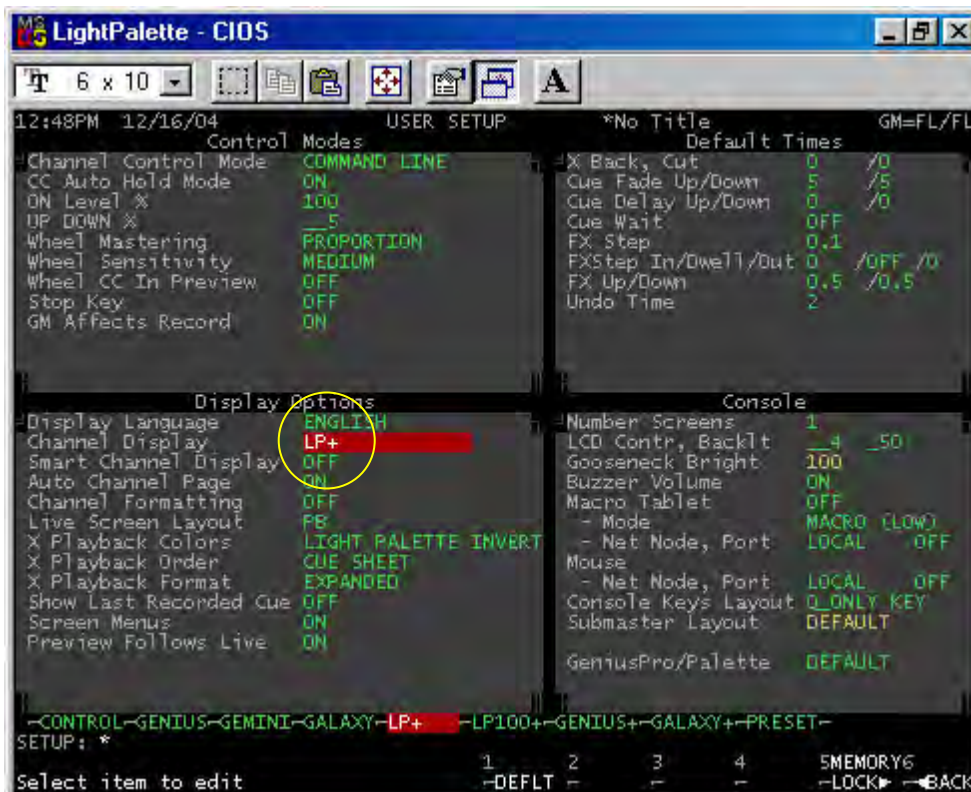 LightPalette - CIOS
6 x 10
A
12:48PM 12/16/04 USER SETUP *No Title GM=FL/FL
Control Modes
Channel Control Mode COMMAND LINE
CC Auto Hold Mode ON
ON Level % 100
UP DOWN % __5
Wheel Mastering PROPORTION
Wheel Sensitivity MEDIUM
Wheel CC In Preview OFF
Stop Key OFF
GM Affects Record ON
Default Times
X Back, Cut 0 /0
Cue Fade Up/Down 5 /5
Cue Delay Up/Down 0 /0
Cue Wait OFF
FX Step 0.1
FXStep In/Dwell/Out 0 /OFF /0
FX Up/Down 0.5 /0.5
Undo Time 2
Display Options
Display Language ENGLISH
Channel Display LP+
Smart Channel Display OFF
Auto Channel Page ON
Channel Formatting OFF
Live Screen Layout PB
X Playback Colors LIGHT PALETTE INVERT
X Playback Order CUE SHEET
X Playback Format EXPANDED
Show Last Recorded Cue OFF
Screen Menus ON
Preview Follows Live ON
Console
Number Screens 1
LCD Contr, Backlt __4 _50
Gooseneck Bright 100
Buzzer Volume ON
Macro Tablet OFF
- Mode MACRO (LOW)
- Net Node, Port LOCAL OFF
Mouse
- Net Node, Port LOCAL OFF
Console Keys Layout Q_ONLY KEY
Submaster Layout DEFAULT
GeniusPro/Palette DEFAULT
CONTROL GENIUS GEMINI GALAXY LP+ LP100+ GENIUS+ GALAXY+ PRESET
SETUP: *
1 2 3 4 5MEMORY6
Select item to edit DEFLT LOCK► ◄BACK